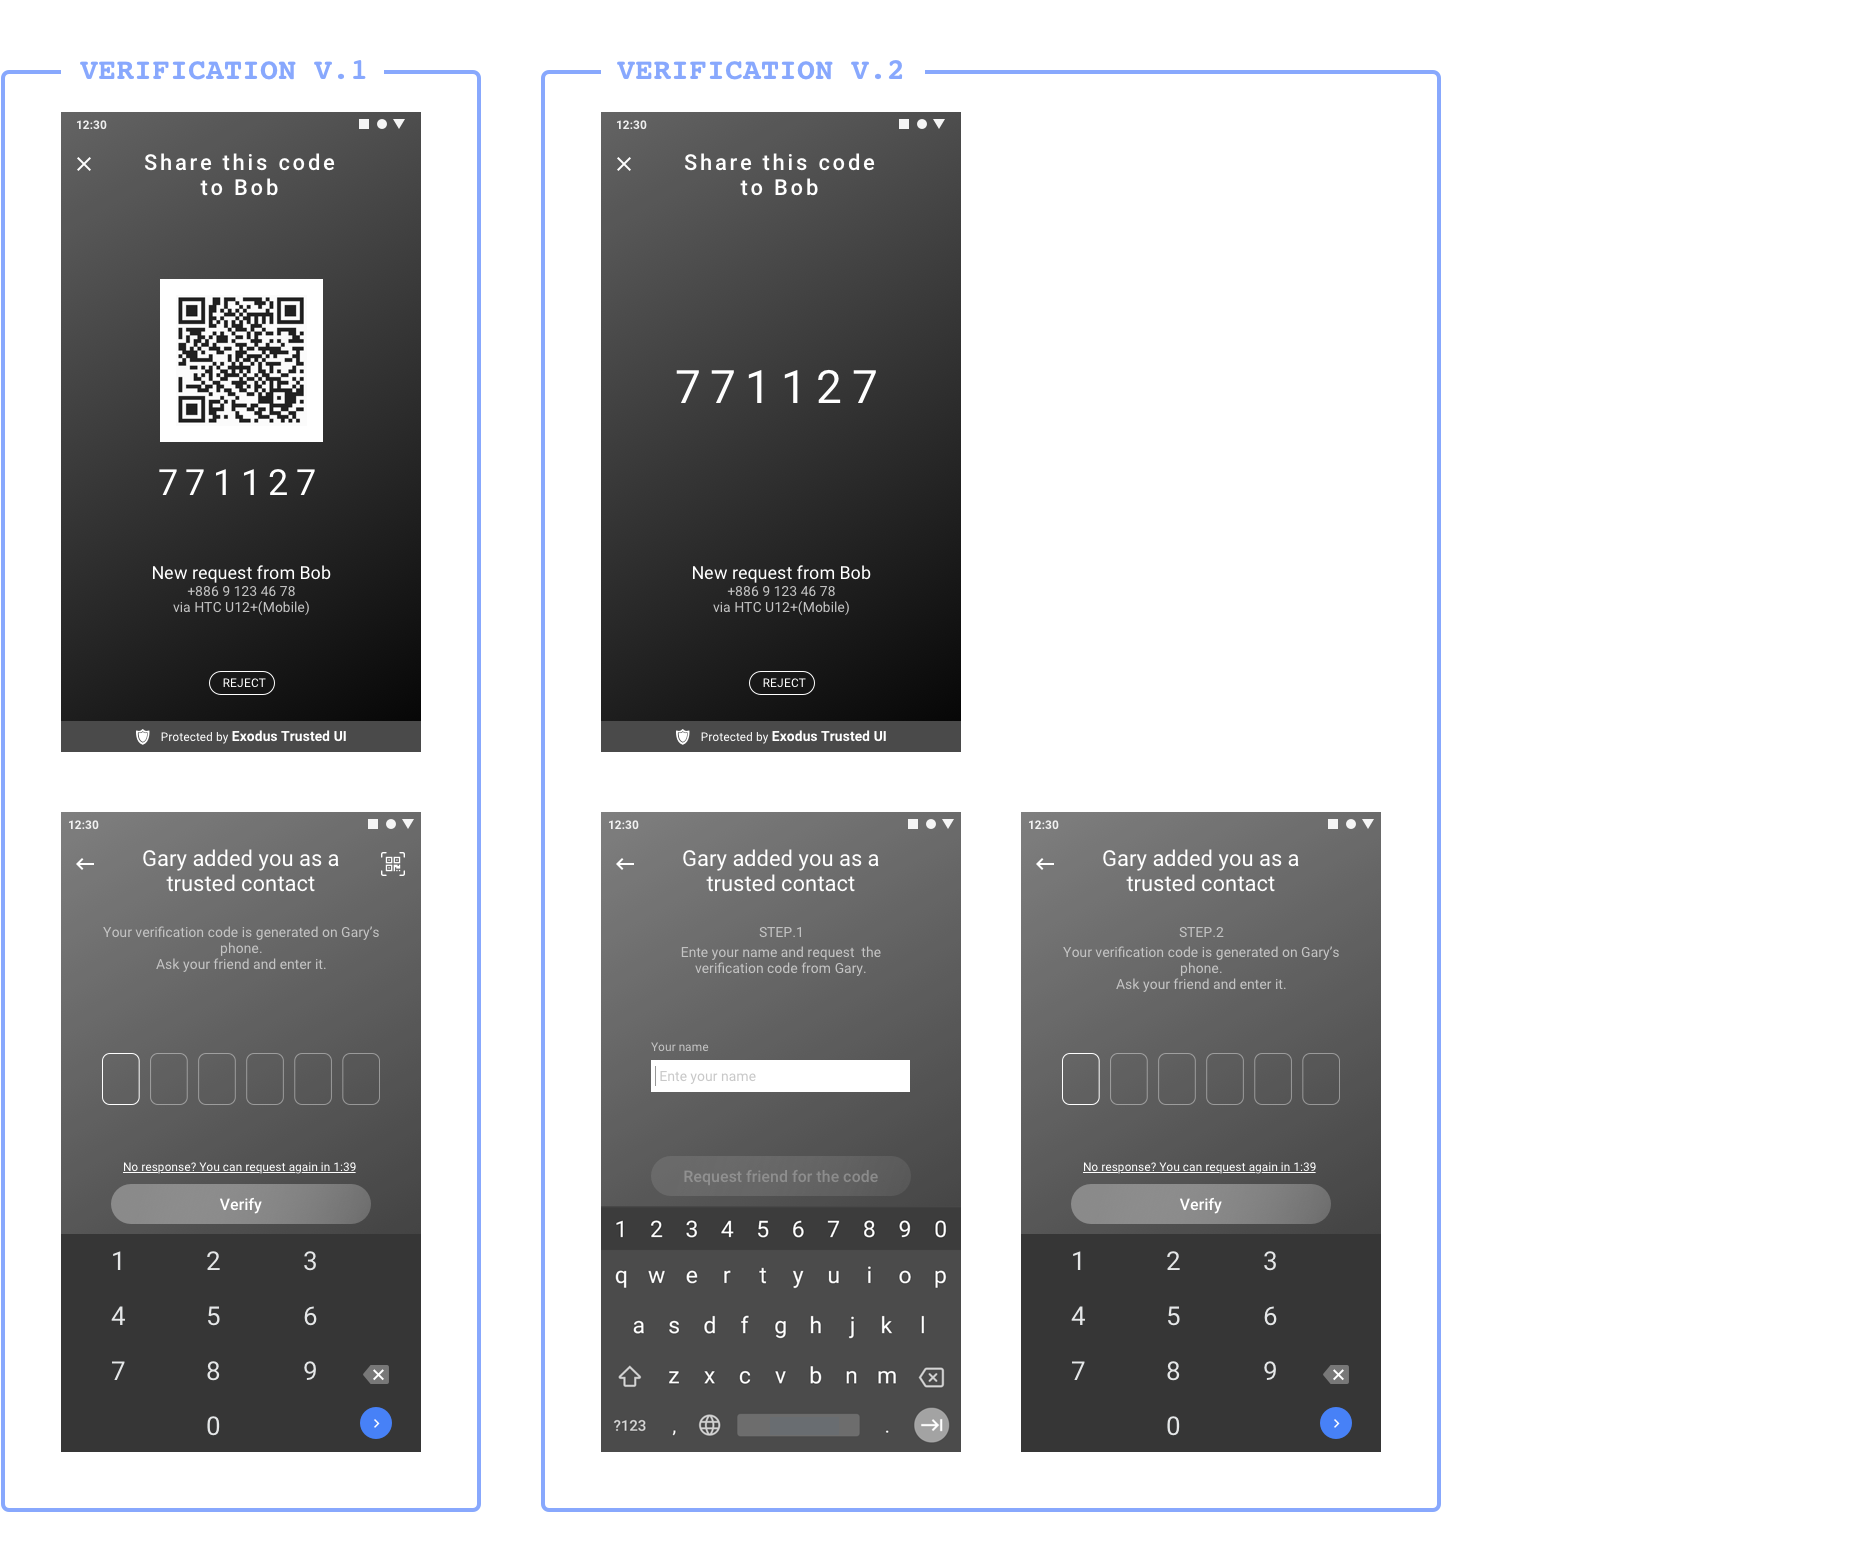 VERIFICATION V.1
12:30
Share this code
to Bob
771127
New request from Bob
+886 9 123 46 78
via HTC U12+(Mobile)
REJECT
Protected by Exodus Trusted UI
12:30
Gary added you as a
trusted contact
Your verification code is generated on Gary’s
phone.
Ask your friend and enter it.
No response? You can request again in 1:39
Verify
1 2 3
4 5 6
7 8 9
0
VERIFICATION V.2
12:30
Share this code
to Bob
771127
New request from Bob
+886 9 123 46 78
via HTC U12+(Mobile)
REJECT
Protected by Exodus Trusted UI
12:30
Gary added you as a
trusted contact
STEP.1
Ente your name and request  the
verification code from Gary.
Your name
Ente your name
Request friend for the code
1 2 3 4 5 6 7 8 9 0
q w e r t y u i o p
a s d f g h j k l
z x c v b n m
?123 , .
12:30
Gary added you as a
trusted contact
STEP.2
Your verification code is generated on Gary’s
phone.
Ask your friend and enter it.
No response? You can request again in 1:39
Verify
1 2 3
4 5 6
7 8 9
0